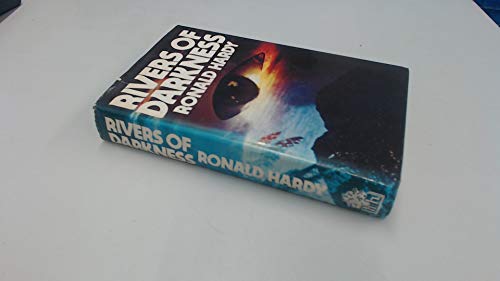 RIVERS OF
DARKNESS
RONALD HARDY
RIVERS OF
DARKNESS RONALD HARDY